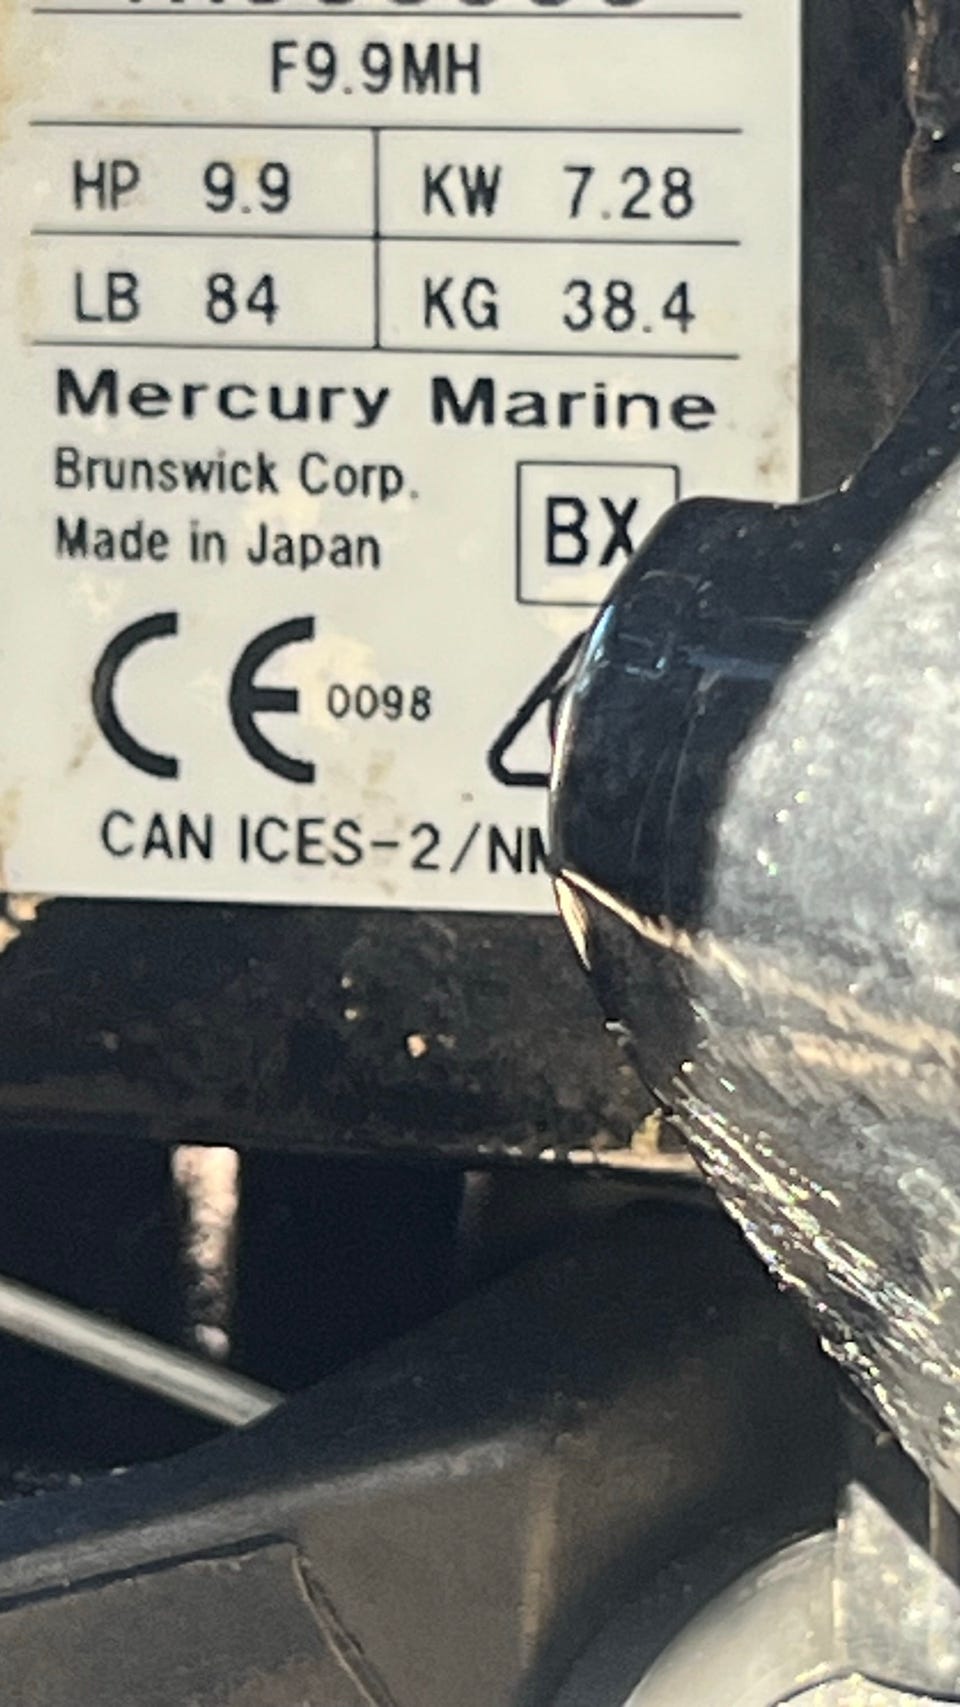 F9.9MH
HP 9.9 KW 7.28
LB 84 KG 38.4
Mercury Marine
Brunswick Corp.
Made in Japan
BX
CE 0098
CAN ICES-2/NM